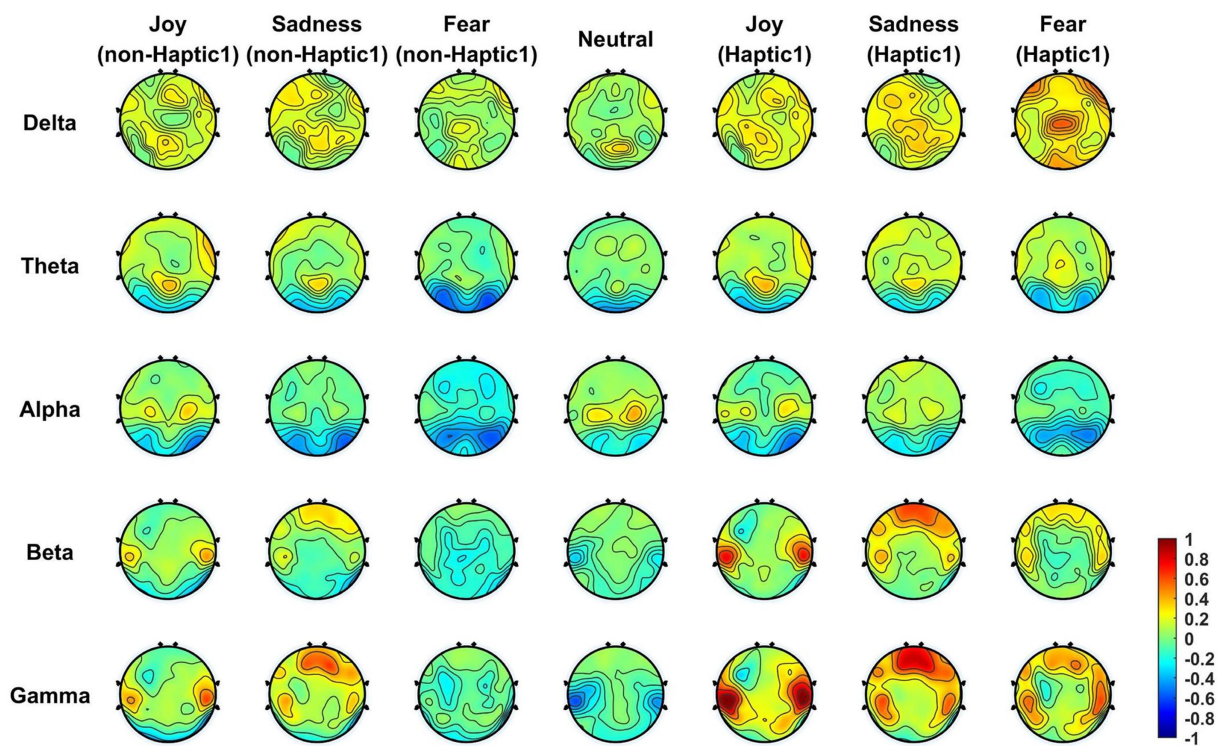 Joy
(non-Haptic1)
Sadness
(non-Haptic1)
Fear
(non-Haptic1)
Neutral
Joy
(Haptic1)
Sadness
(Haptic1)
Fear
(Haptic1)
Delta
Theta
Alpha
Beta
Gamma
1
0.8
0.6
0.4
0.2
0
-0.2
-0.4
-0.6
-0.8
-1